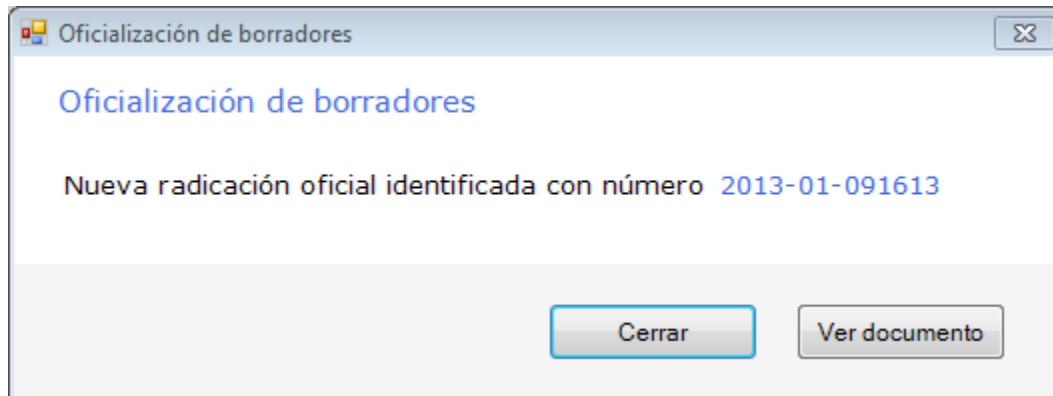 Oficialización de borradores
Oficialización de borradores
Nueva radicación oficial identificada con número 2013-01-091613
Cerrar Ver documento